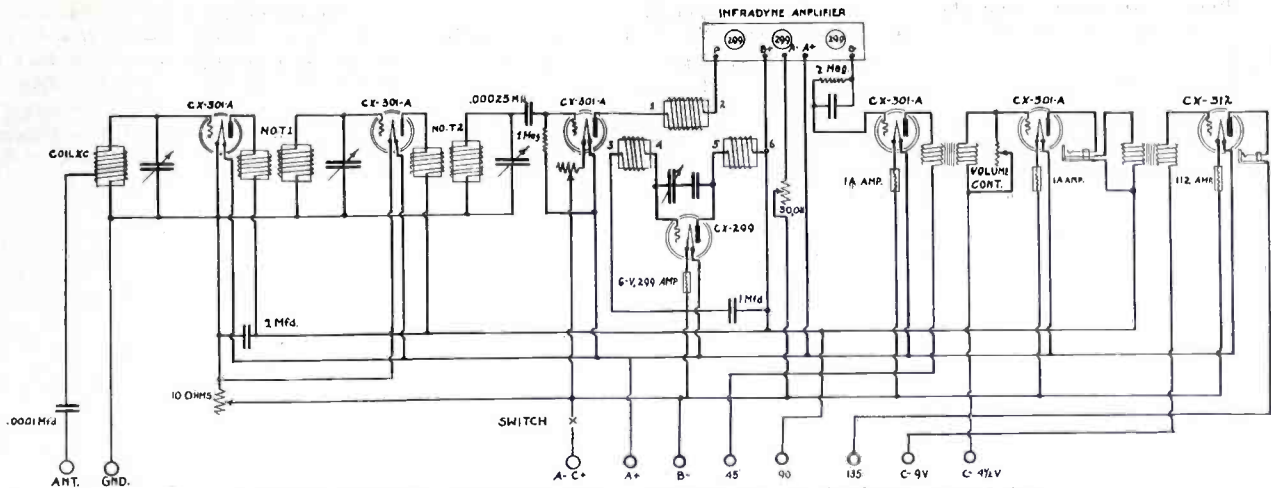 INFRADYNE AMPLIFIER
299
299
299
P
B+
A-
A+
B-
2 Meg.
CX-301-A
CX-301-A
.00025 Mfd
CX-301-A
1
2
CX-301-A
CX-301-A
CX-312
COIL XC
NO.T1
NO.T2
1 Meg.
3
4
5
6
VOLUME
CONT.
1A AMP.
1A AMP.
112 AMP.
CX-299
6-V, 299 AMP
1 Mfd
1 Mfd.
10 OHMS
.0001 Mfd
SWITCH
ANT.
GND.
A- C+
A+
B-
45
90
135
C-9V
C-4½V